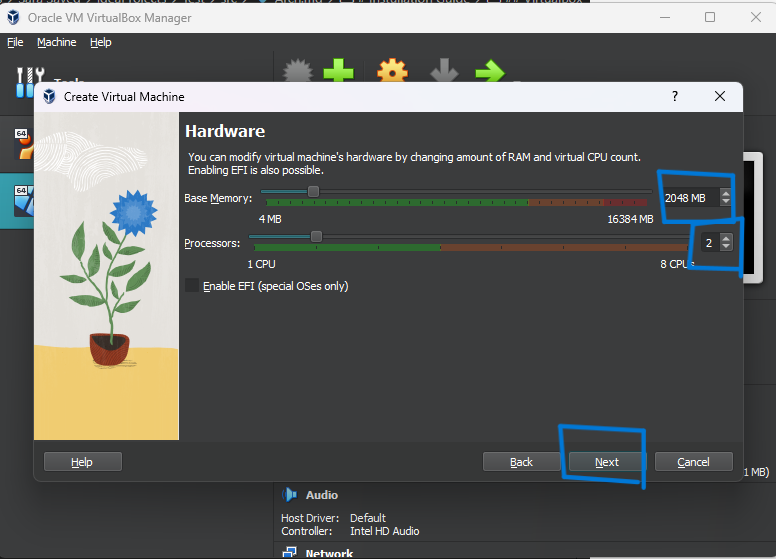 Oracle VM VirtualBox Manager
File Machine Help
64
64
Create Virtual Machine
?
Hardware
You can modify virtual machine's hardware by changing amount of RAM and virtual CPU count.
Enabling EFI is also possible.
Base Memory:
2048 MB
4 MB
16384 MB
Processors:
2
1 CPU
8 CPUs
Enable EFI (special OSes only)
Help
Back
Next
Cancel
1 MB)
Audio
Host Driver: Default
Controller: Intel HD Audio
Network